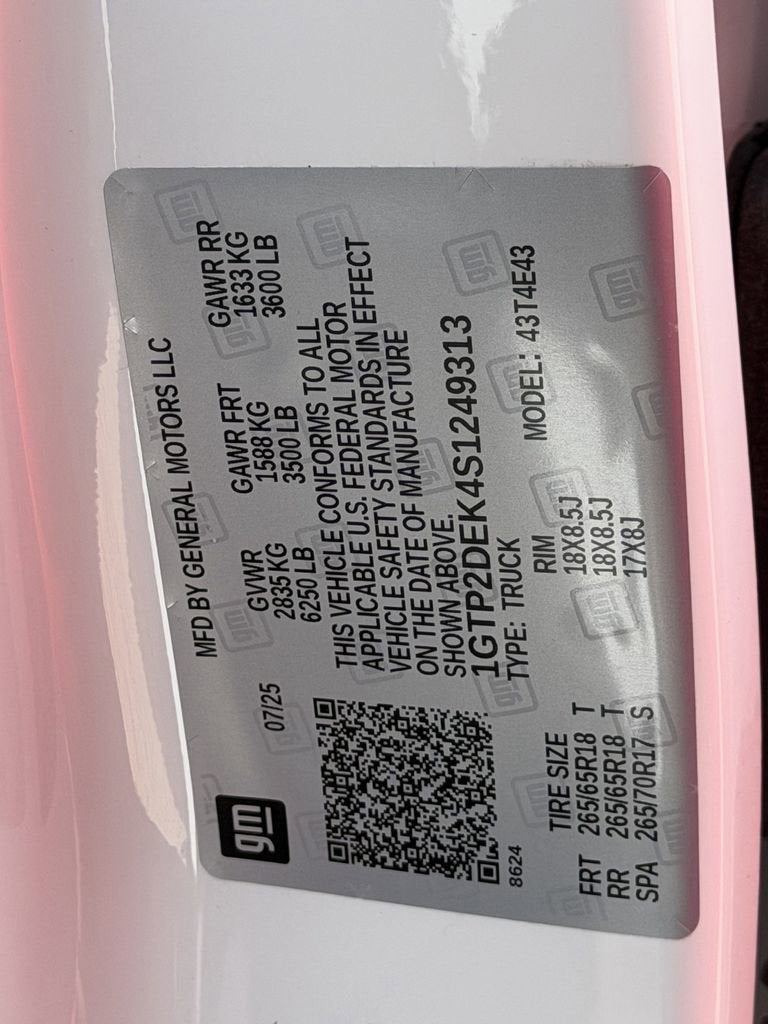 gm
MFD BY GENERAL MOTORS LLC
07/25
GVWR GAWR FRT GAWR RR
2835 KG 1588 KG 1633 KG
6250 LB 3500 LB 3600 LB
THIS VEHICLE CONFORMS TO ALL
APPLICABLE U.S. FEDERAL MOTOR
VEHICLE SAFETY STANDARDS IN EFFECT
ON THE DATE OF MANUFACTURE
SHOWN ABOVE.
1GTP2DEK4S1249313
TYPE: TRUCK MODEL: 43T4E43
8624
TIRE SIZE RIM
FRT 265/65R18 T 18X8.5J
RR 265/65R18 T 18X8.5J
SPA 265/70R17 S 17X8J